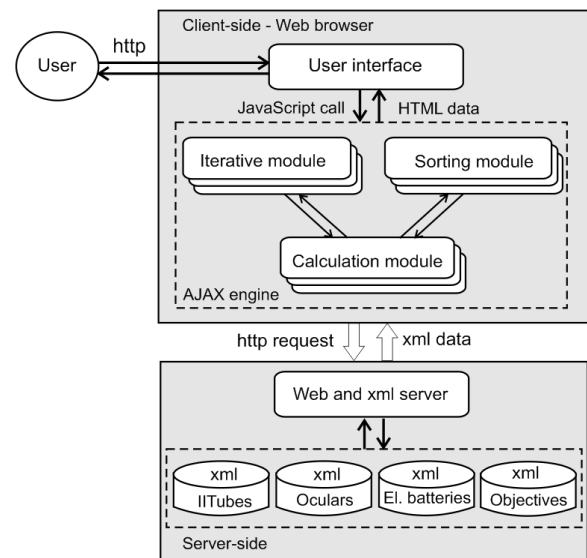 Client-side - Web browser
User
http
User interface
JavaScript call
HTML data
Iterative module
Sorting module
Calculation module
AJAX engine
http request
xml data
Web and xml server
xml
xml
xml
xml
IITubes
Oculars
El. batteries
Objectives
Server-side